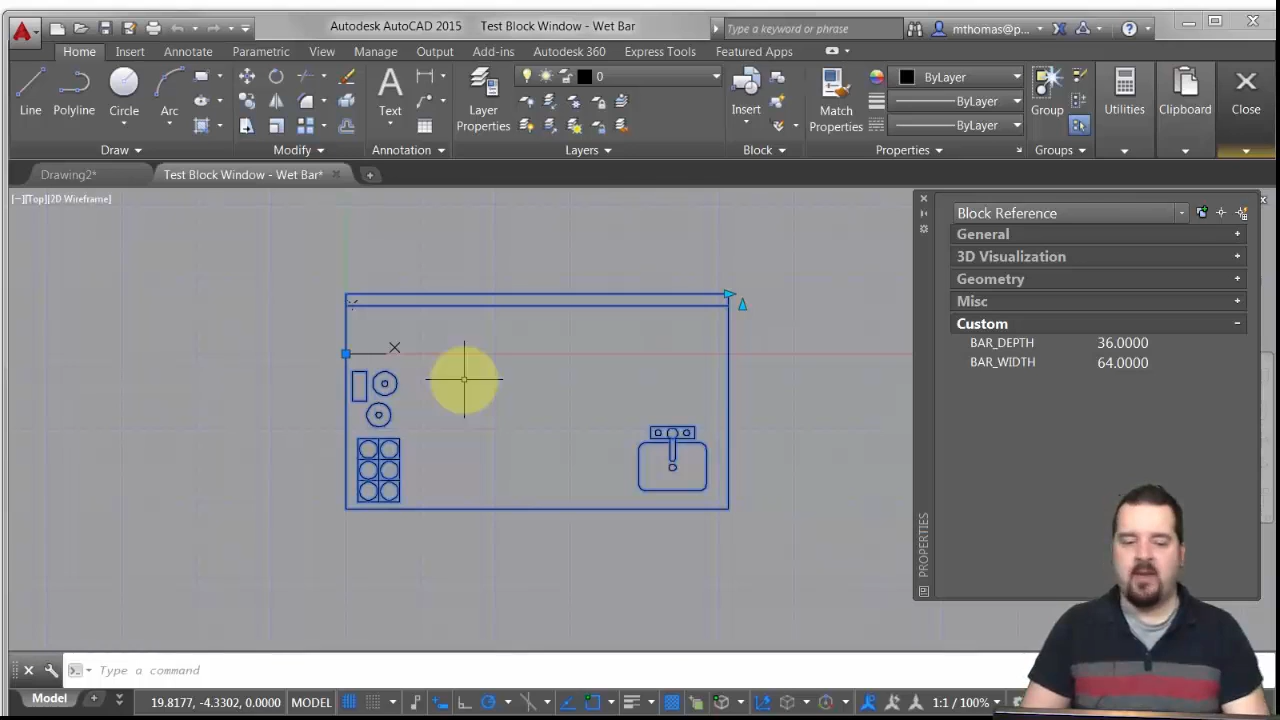 Autodesk AutoCAD 2015 Test Block Window - Wet Bar
Type a keyword or phrase
mthomas@p...
Home Insert Annotate Parametric View Manage Output Add-ins Autodesk 360 Express Tools Featured Apps
Line Polyline Circle Arc
Text
Layer Properties
0
Insert
Match Properties
ByLayer
ByLayer
ByLayer
Group
Utilities
Clipboard
Close
Draw Modify Annotation Layers Block Properties Groups
Drawing2* Test Block Window - Wet Bar*
[−][Top][2D Wireframe]
Block Reference
General
3D Visualization
Geometry
Misc
Custom
BAR_DEPTH 36.0000
BAR_WIDTH 64.0000
PROPERTIES
X
Type a command
Model
19.8177, -4.3302, 0.0000 MODEL
1:1 / 100%